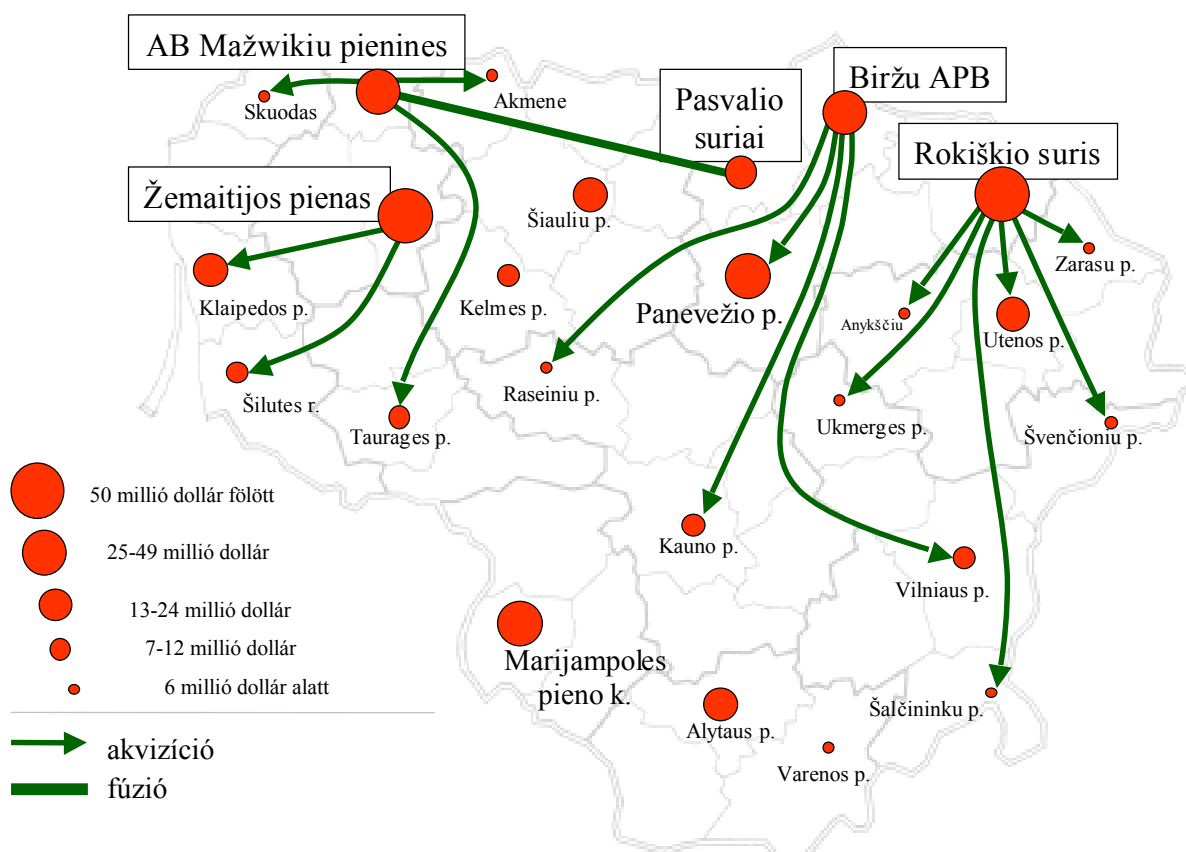 AB Mažwikiu pienines
Biržu APB
Akmene
Skuodas
Pasvalio
suriai
Rokiškio suris
Žemaitijos pienas
Šiauliu p.
Zarasu p.
Klaipedos p.
Kelmes p.
Panevežio p.
Anykščiu
Utenos p.
Šilutes r.
Raseiniu p.
Taurages p.
Ukmerges p.
Švenčioniu p.
50 millió dollár fölött
25-49 millió dollár
13-24 millió dollár
7-12 millió dollár
6 millió dollár alatt
Kauno p.
Vilniaus p.
Marijampoles
pieno k.
Šalčininku p.
Alytaus p.
Varenos p.
akvizíció
fúzió